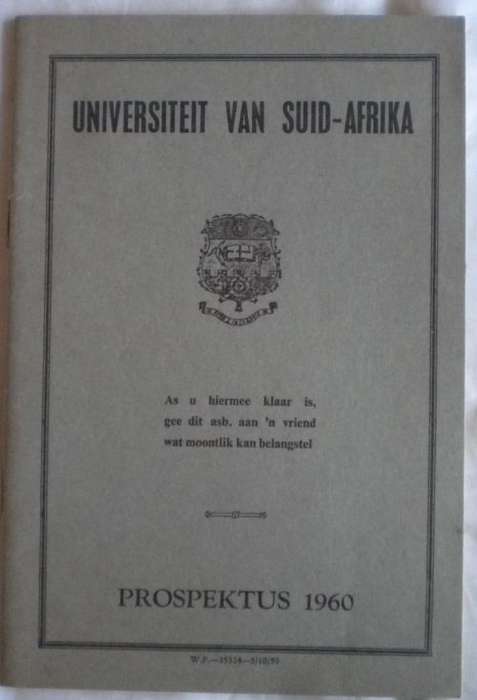 UNIVERSITEIT VAN SUID-AFRIKA
As u hiermee klaar is,
gee dit asb. aan 'n vriend
wat moontlik kan belangstel
PROSPEKTUS 1960